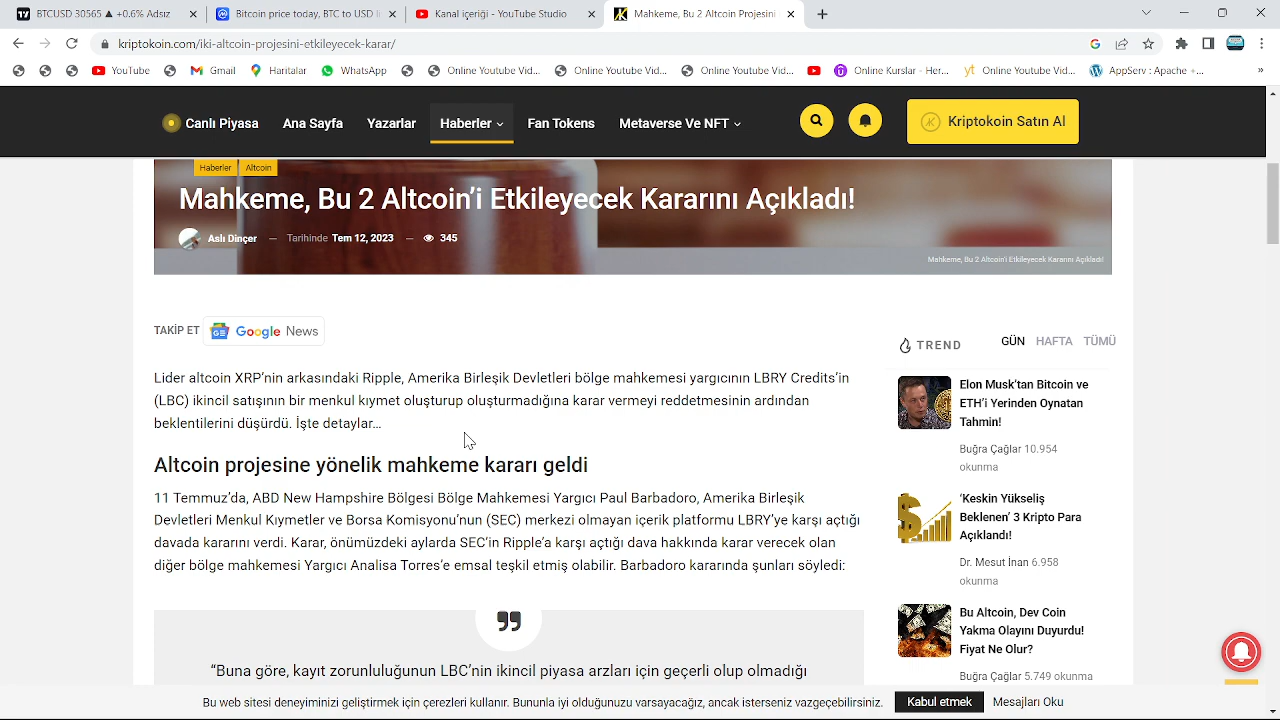 BTCUSD 30565 ▲ +0.6% Adsız
Bitcoin price today, BTC to USD li
Kanal İçeriği - YouTube Studio
Mahkeme, Bu 2 Altcoin Projesini
kriptokoin.com/iki-altcoin-projesini-etkileyecek-karar/
YouTube
Gmail
Haritalar
WhatsApp
Online Youtube Vid...
Online Youtube Vid...
Online Youtube Vid...
Online Kurslar - Her...
Online Youtube Vid...
AppServ : Apache +...
»
Canlı Piyasa
Ana Sayfa
Yazarlar
Haberler
Fan Tokens
Metaverse Ve NFT
Kriptokoin Satın Al
Haberler
Altcoin
Mahkeme, Bu 2 Altcoin’i Etkileyecek Kararını Açıkladı!
Aslı Dinçer — Tarihinde Tem 12, 2023 — 345
Mahkeme, Bu 2 Altcoin'i Etkileyecek Kararını Açıkladı!
TAKİP ET
Google News
Lider altcoin XRP’nin arkasındaki Ripple, Amerika Birleşik Devletleri bölge mahkemesi yargıcının LBRY Credits’in
(LBC) ikincil satışının bir menkul kıymet oluşturup oluşturmadığına karar vermeyi reddetmesinin ardından
beklentilerini düşürdü. İşte detaylar…
Altcoin projesine yönelik mahkeme kararı geldi
11 Temmuz’da, ABD New Hampshire Bölgesi Bölge Mahkemesi Yargıcı Paul Barbadoro, Amerika Birleşik
Devletleri Menkul Kıymetler ve Borsa Komisyonu’nun (SEC) merkezi olmayan içerik platformu LBRY’ye karşı açtığı
davada kararı verdi. Karar, önümüzdeki aylarda SEC’in Ripple’a karşı açtığı dava hakkında karar verecek olan
diğer bölge mahkemesi Yargıcı Analisa Torres’e emsal teşkil etmiş olabilir. Barbadoro kararında şunları söyledi:
“Buna göre, kayıt zorunluluğunun LBC’nin ikincil piyasa arzları için geçerli olup olmadığı
TREND
GÜN
HAFTA
TÜMÜ
Elon Musk’tan Bitcoin ve
ETH’i Yerinden Oynatan
Tahmin!
Buğra Çağlar 10.954
okunma
‘Keskin Yükseliş
Beklenen’ 3 Kripto Para
Açıklandı!
Dr. Mesut İnan 6.958
okunma
Bu Altcoin, Dev Coin
Yakma Olayını Duyurdu!
Fiyat Ne Olur?
Buğra Çağlar 5.749 okunma
Deneyiminizi geliştirmek için çerezleri kullanılır. Bununla iyi olduğunuzu varsayacağız, ancak isterseniz vazgeçebilirsiniz.
Kabul etmek
Mesajları Oku